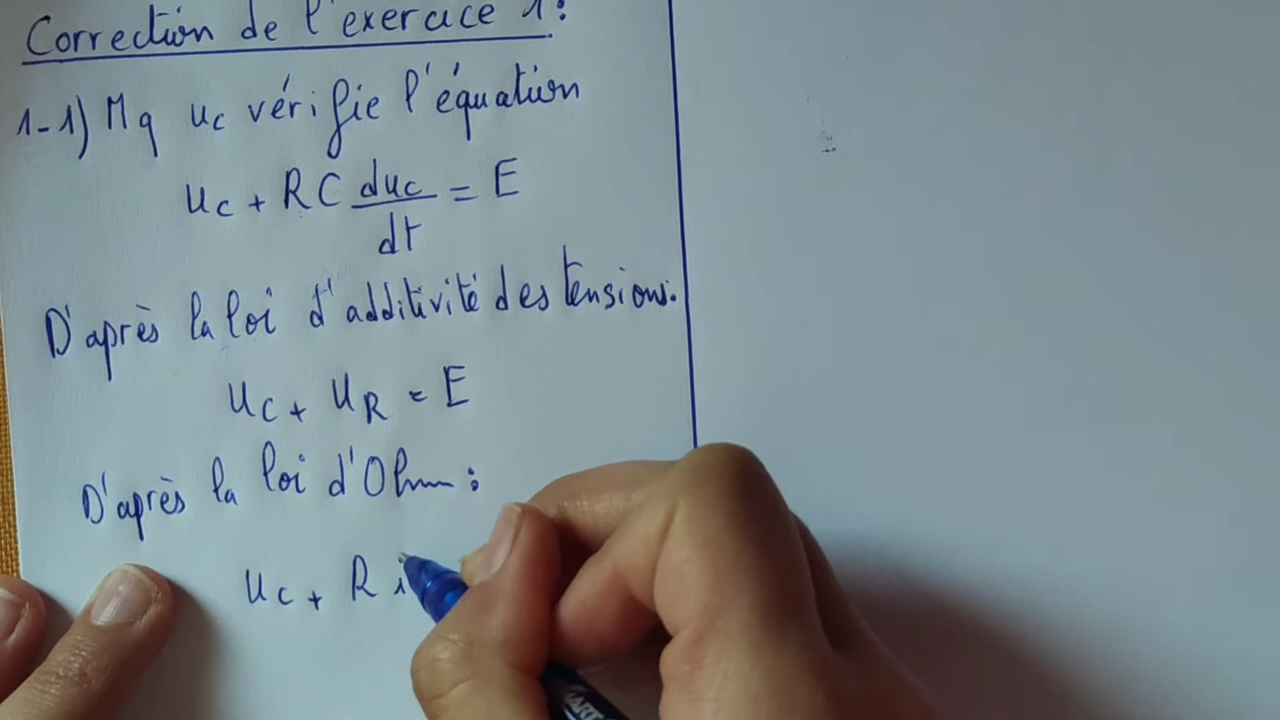 Correction de l'exercice 1:
1-1) Mq uc vérifie l'équation
uc + RC duc/dt = E
D'après la loi d'additivité des tensions.
uC + uR = E
D'après la loi d'Ohm:
uc + R i